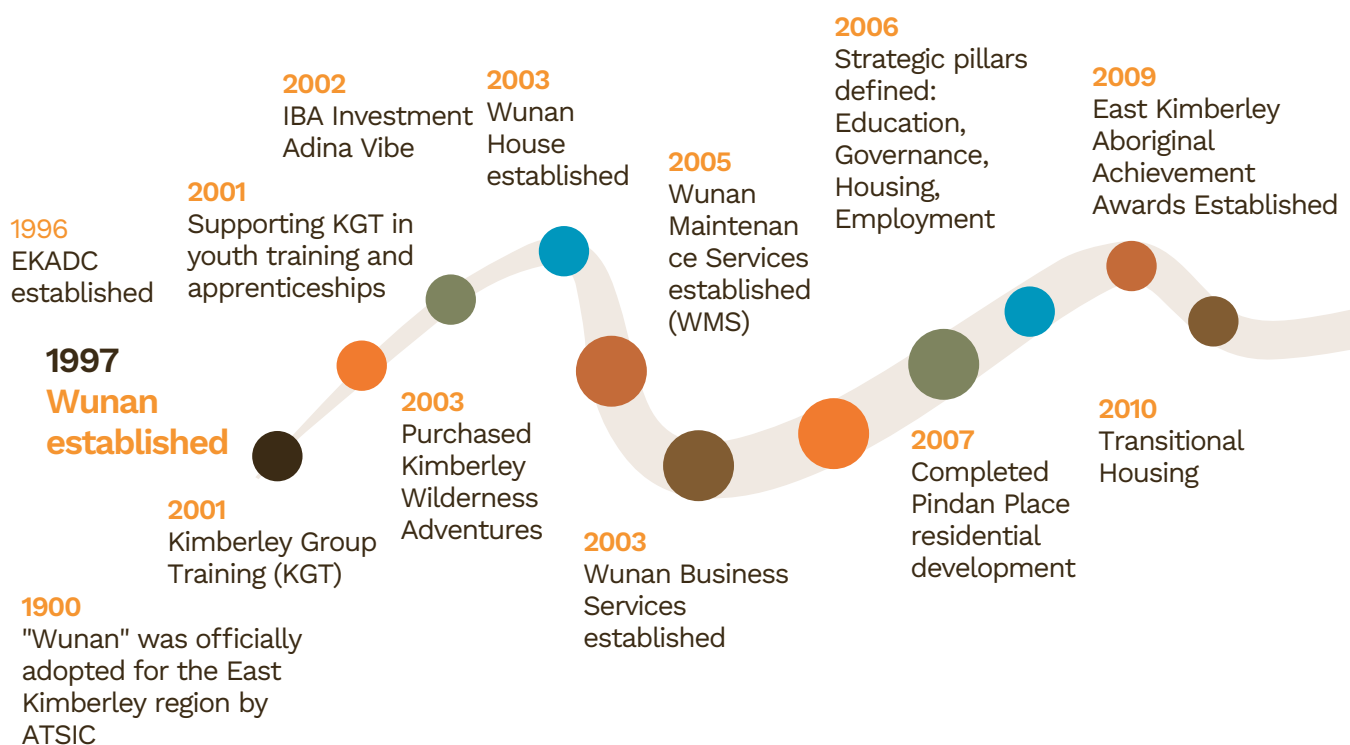 1996
EKADC
established
1997
Wunan
established
1900
"Wunan" was officially
adopted for the East
Kimberley region by
ATSIC
2001
Kimberley Group
Training (KGT)
2001
Supporting KGT in
youth training and
apprenticeships
2002
IBA Investment
Adina Vibe
2003
Purchased
Kimberley
Wilderness
Adventures
2003
Wunan
House
established
2003
Wunan Business
Services
established
2005
Wunan
Maintenan
ce Services
established
(WMS)
2006
Strategic pillars
defined:
Education,
Governance,
Housing,
Employment
2007
Completed
Pindan Place
residential
development
2009
East Kimberley
Aboriginal
Achievement
Awards Established
2010
Transitional
Housing